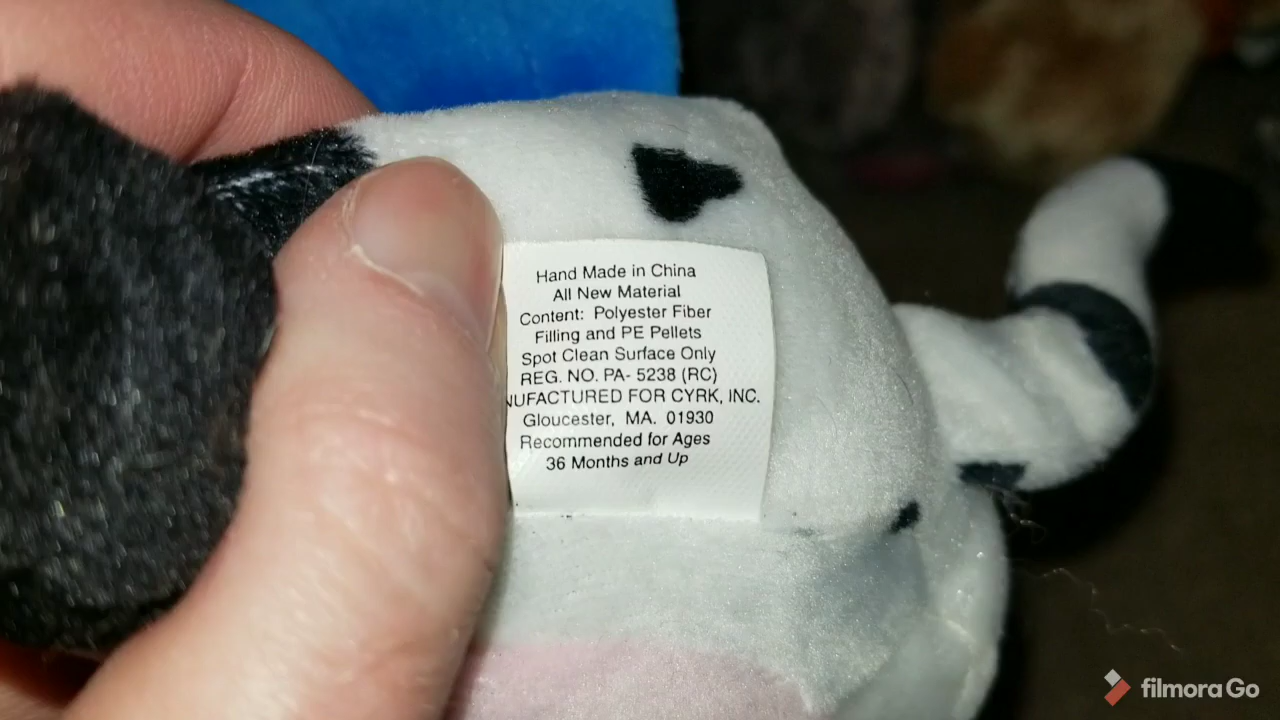 Hand Made in China
All New Material
Content: Polyester Fiber
Filling and PE Pellets
Spot Clean Surface Only
REG. NO. PA- 5238 (RC)
NUFACTURED FOR CYRK, INC.
Gloucester, MA. 01930
Recommended for Ages
36 Months and Up
filmoraGo